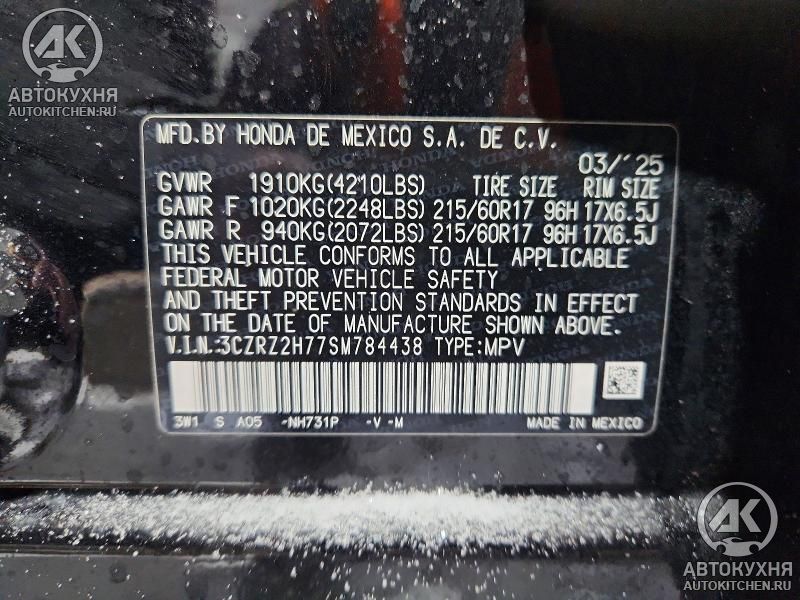 AK
АВТОКУХНЯ
AUTOKITCHEN.RU
MFD.BY HONDA DE MEXICO S.A. DE C.V.
03/'25
GVWR 1910KG(4210LBS) TIRE SIZE RIM SIZE
GAWR F 1020KG(2248LBS) 215/60R17 96H 17X6.5J
GAWR R 940KG(2072LBS) 215/60R17 96H 17X6.5J
THIS VEHICLE CONFORMS TO ALL APPLICABLE
FEDERAL MOTOR VEHICLE SAFETY
AND THEFT PREVENTION STANDARDS IN EFFECT
ON THE DATE OF MANUFACTURE SHOWN ABOVE.
V.I.N.:3CZRZ2H77SM784438 TYPE:MPV
3W1 S A05 -NH731P -V -M MADE IN MEXICO
AK
АВТОКУХНЯ
AUTOKITCHEN.RU